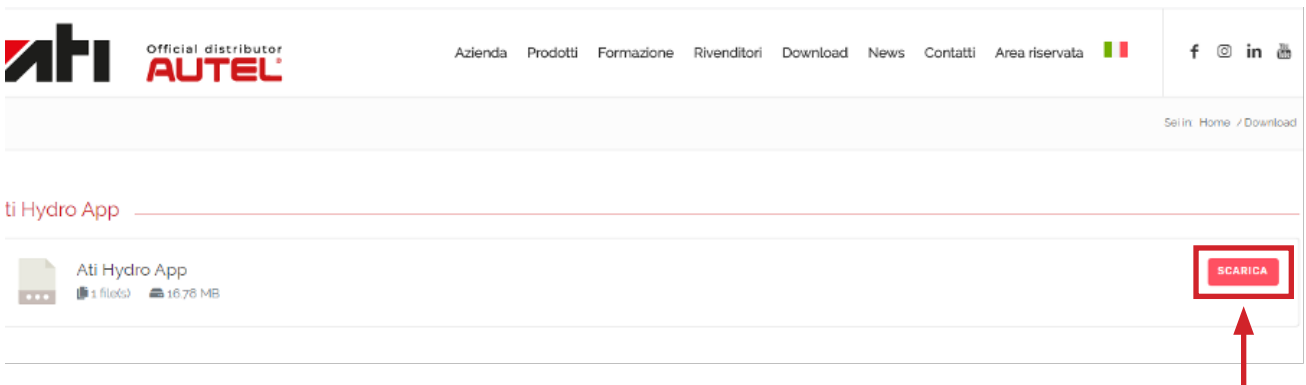 ati
Official distributor
AUTEL
Azienda Prodotti Formazione Rivenditori Download News Contatti Area riservata
Sei in: Home / Download
ti Hydro App
Ati Hydro App
1 file(s) 16.78 MB
SCARICA